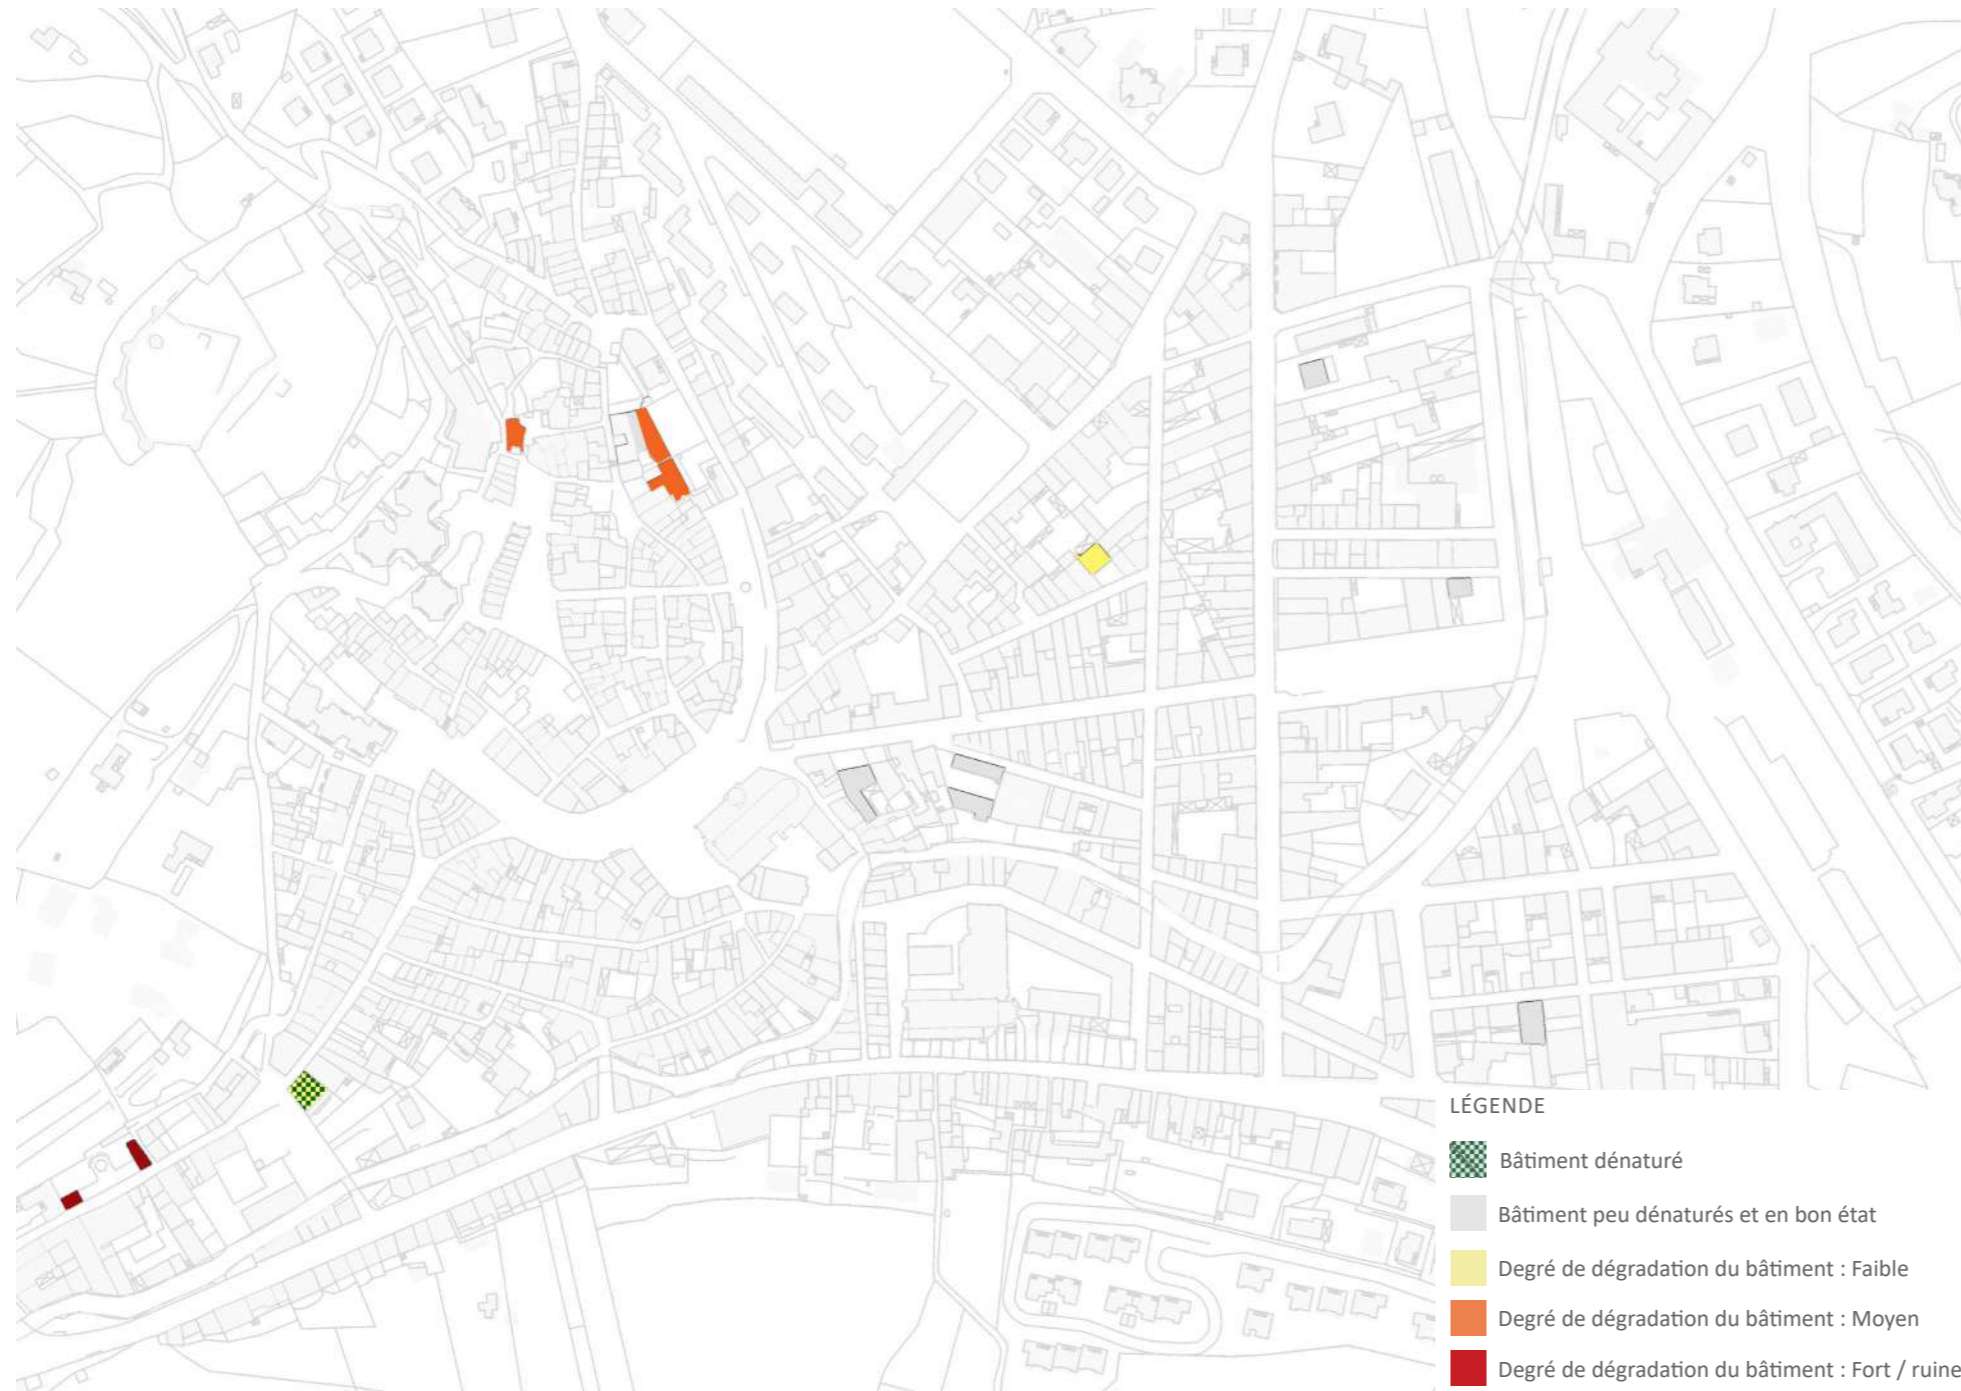 LÉGENDE
Bâtiment dénaturé
Bâtiment peu dénaturés et en bon état
Degré de dégradation du bâtiment : Faible
Degré de dégradation du bâtiment : Moyen
Degré de dégradation du bâtiment : Fort / ruine